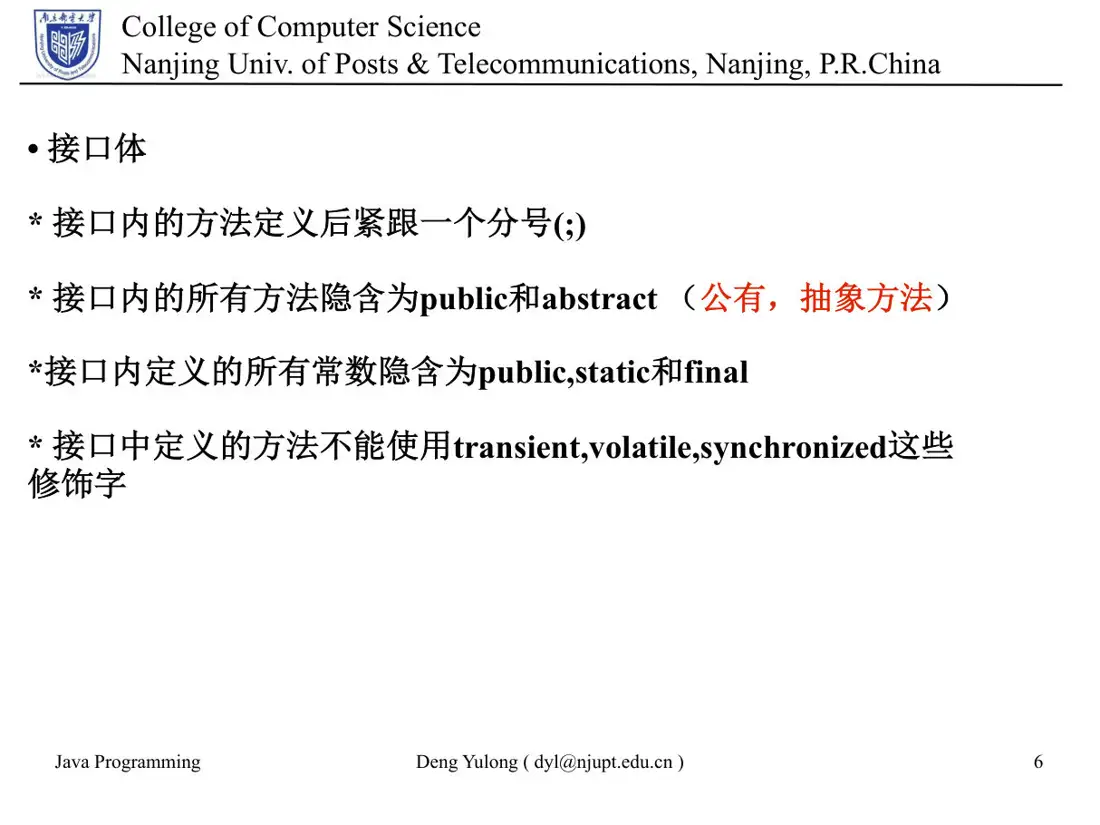 College of Computer Science
Nanjing Univ. of Posts & Telecommunications, Nanjing, P.R.China
• 接口体
* 接口内的方法定义后紧跟一个分号(;)
* 接口内的所有方法隐含为public和abstract （公有，抽象方法）
*接口内定义的所有常数隐含为public,static和final
* 接口中定义的方法不能使用transient,volatile,synchronized这些
修饰字
Java Programming
Deng Yulong ( dyl@njupt.edu.cn )
6